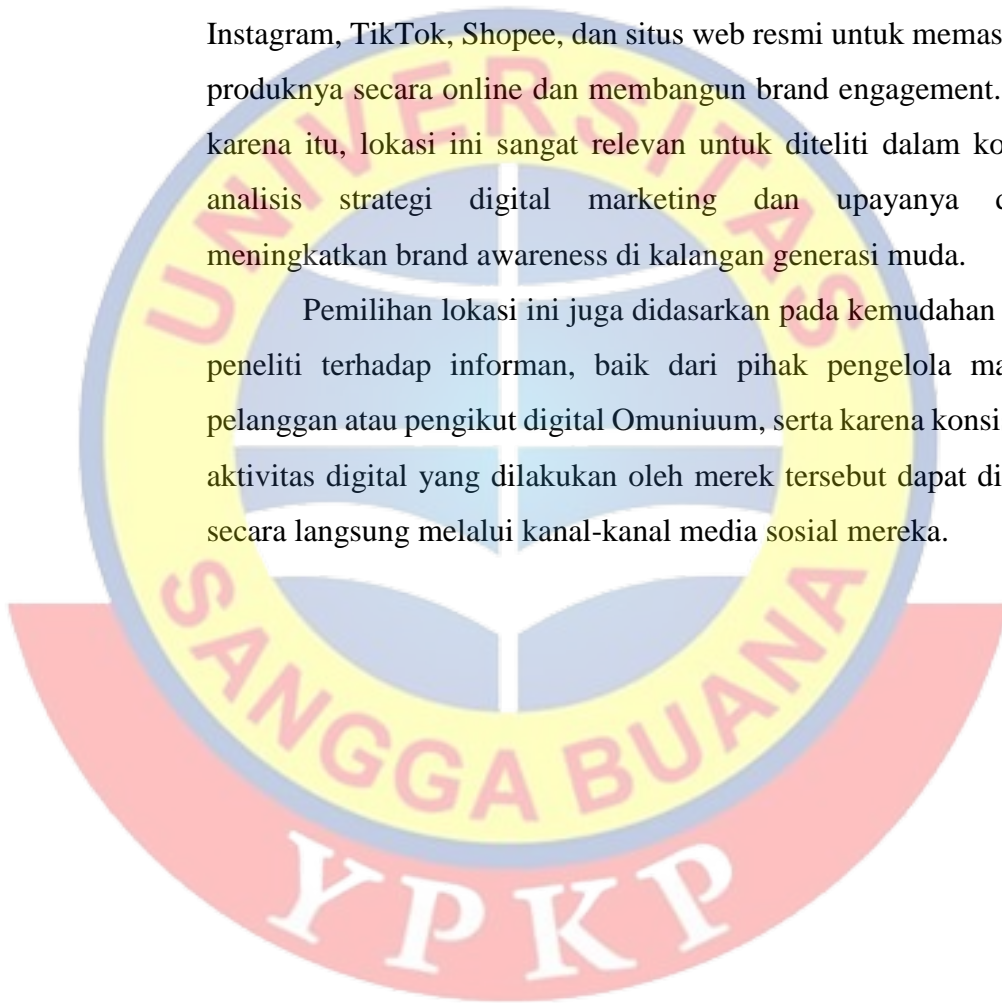 Instagram, TikTok, Shopee, dan situs web resmi untuk
produknya secara online dan membangun brand engagement.
karena itu, lokasi ini sangat relevan untuk diteliti dalam
analisis strategi digital marketing dan upayanya
meningkatkan brand awareness di kalangan generasi muda.
Pemilihan lokasi ini juga didasarkan pada kemudahan
peneliti terhadap informan, baik dari pihak pengelola
pelanggan atau pengikut digital Omuniuum, serta karena
aktivitas digital yang dilakukan oleh merek tersebut dapat
secara langsung melalui kanal-kanal media sosial mereka.
UNIVERSITAS
SANGGA BUANA
YPKP